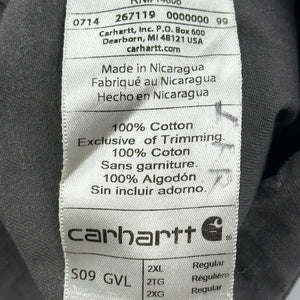 0714 267119 0000000 99
Carhartt, Inc. P.O. Box 600
Dearborn, MI 48121
carhartt.com
Made in Nicaragua
Fabriqué au Nicaragua
Hecho en Nicaragua
100% Cotton
Exclusive of Trimming.
100% Coton
Sans garniture.
100% Algodón
Sin incluir adorno.
carhartt
S09 GVL
2XL Regular
2TG Régulière
2XG Regular